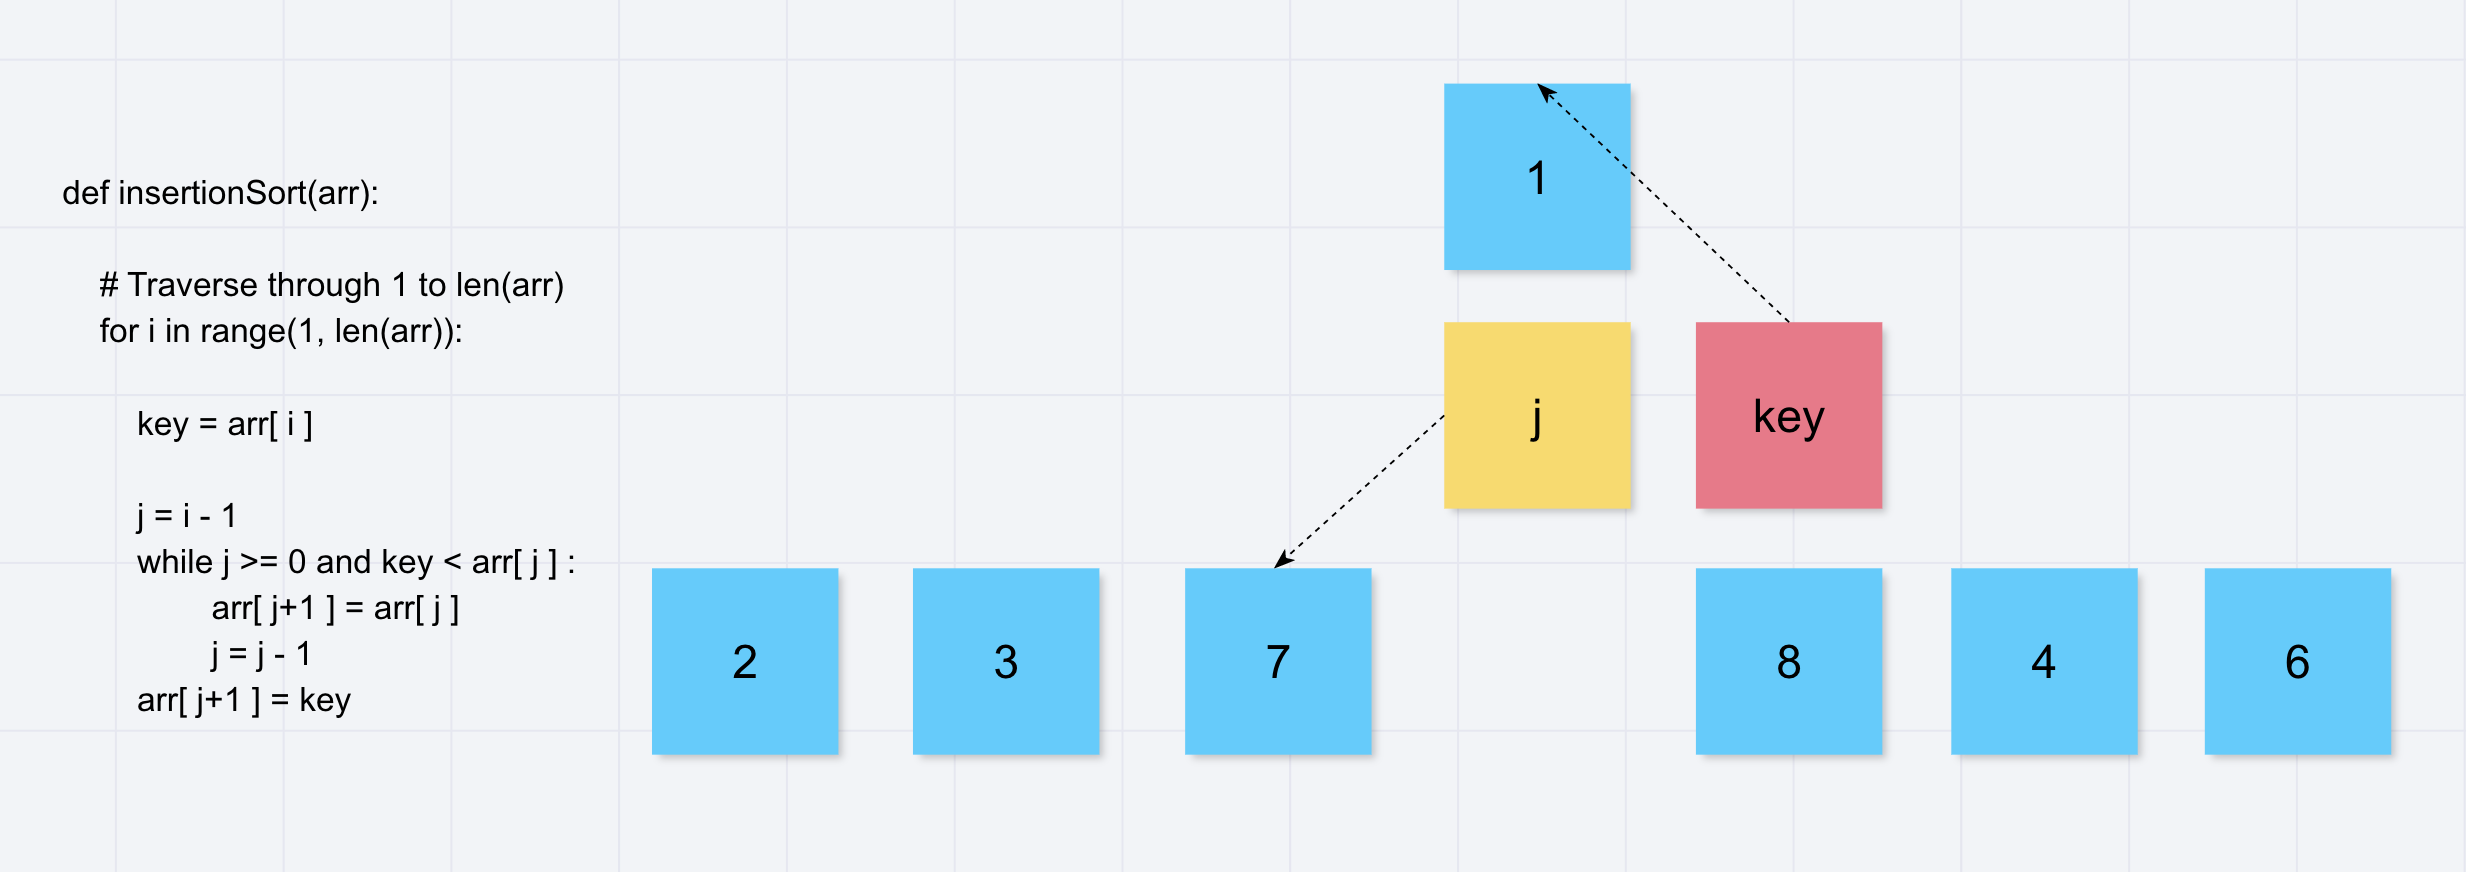 def insertionSort(arr):
# Traverse through 1 to len(arr)
for i in range(1, len(arr)):
key = arr[ i ]
j = i - 1
while j >= 0 and key < arr[ j ] :
arr[ j+1 ] = arr[ j ]
j = j - 1
arr[ j+1 ] = key
1
j
key
2
3
7
8
4
6